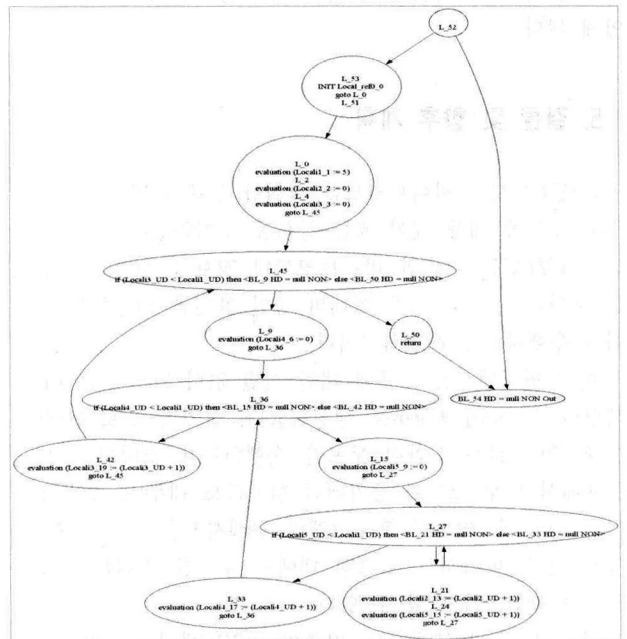 L_52
L_53
INIT Local_ref0_0
goto L_0
L_51
L_0
evaluation (Locali1_1 := 5)
L_2
evaluation (Locali2_2 := 0)
L_4
evaluation (Locali3_3 := 0)
goto L_45
L_45
if (Locali3_UD < Locali1_UD) then <BL_9 HD = null NON> else <BL_50 HD = null NON>
L_9
evaluation (Locali4_6 := 0)
goto L_36
L_50
return
L_36
if (Locali4_UD < Locali1_UD) then <BL_15 HD = null NON> else <BL_42 HD = null NON>
BL_54 HD = null NON Out
L_42
evaluation (Locali3_19 := (Locali3_UD + 1))
goto L_45
L_15
evaluation (Locali5_9 := 0)
goto L_27
L_27
if (Locali5_UD < Locali1_UD) then <BL_21 HD = null NON> else <BL_33 HD = null NON>
L_33
evaluation (Locali4_17 := (Locali4_UD + 1))
goto L_36
L_21
evaluation (Locali2_13 := (Locali2_UD + 1))
L_24
evaluation (Locali5_15 := (Locali5_UD + 1))
goto L_27